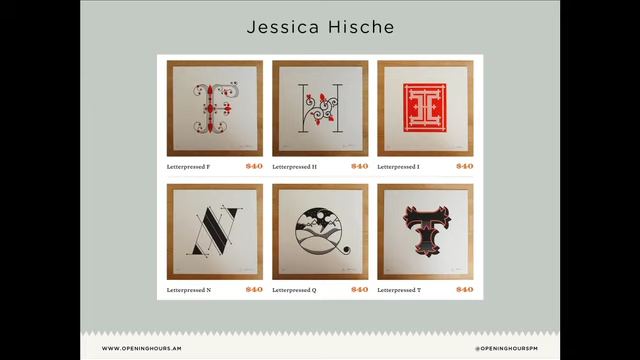 Jessica Hische
Letterpressed F $40
Letterpressed H $40
Letterpressed I $40
Letterpressed N $40
Letterpressed Q $40
Letterpressed T $40
WWW.OPENINGHOURS.AM
@OPENINGHOURSPM